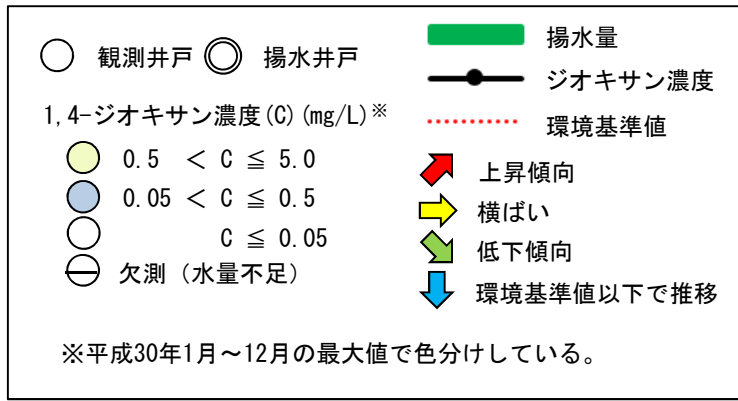 観測井戸 揚水井戸
1,4-ジオキサン濃度(C)(mg/L)※
0.5 < C ≦ 5.0
0.05 < C ≦ 0.5
C ≦ 0.05
欠測(水量不足)
揚水量
ジオキサン濃度
環境基準値
上昇傾向
横ばい
低下傾向
環境基準値以下で推移
※平成30年1月~12月の最大値で色分けしている。